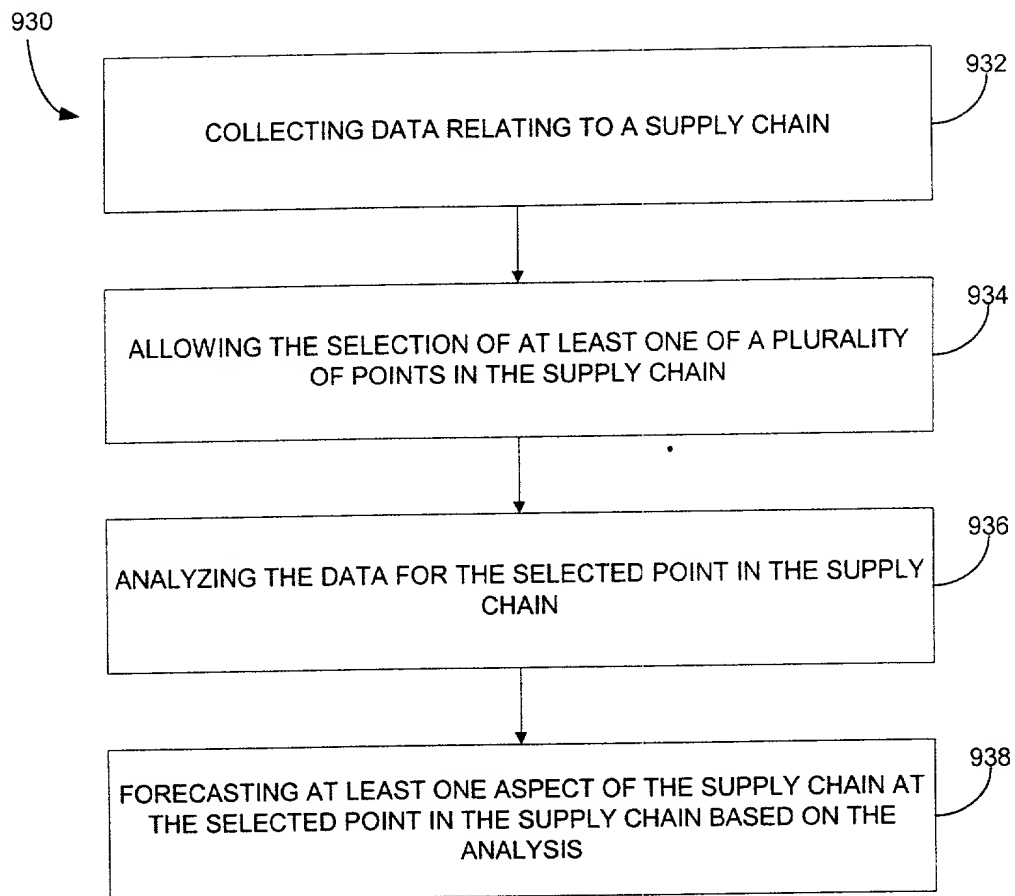 930
932
COLLECTING DATA RELATING TO A SUPPLY CHAIN
934
ALLOWING THE SELECTION OF AT LEAST ONE OF A PLURALITY
OF POINTS IN THE SUPPLY CHAIN
936
ANALYZING THE DATA FOR THE SELECTED POINT IN THE SUPPLY
CHAIN
938
FORECASTING AT LEAST ONE ASPECT OF THE SUPPLY CHAIN AT
THE SELECTED POINT IN THE SUPPLY CHAIN BASED ON THE
ANALYSIS